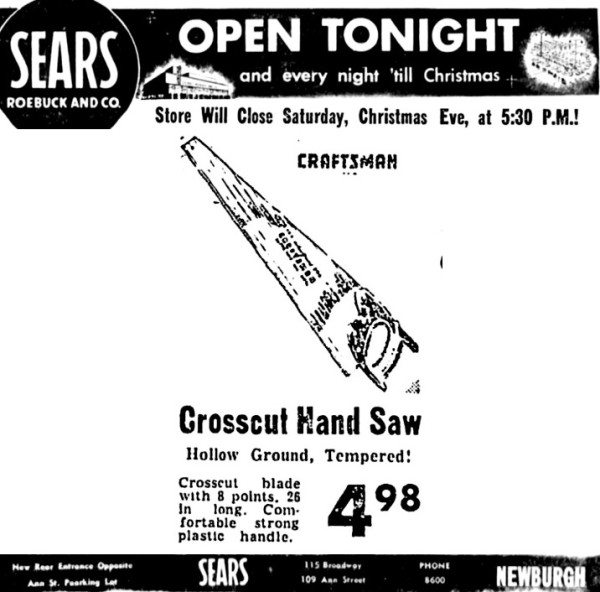 SEARS
ROEBUCK AND CO.
OPEN TONIGHT
and every night 'till Christmas
Store Will Close Saturday, Christmas Eve, at 5:30 P.M.!
CRAFTSMAN
CRAFTSMAN
Crosscut Hand Saw
Hollow Ground, Tempered!
Crosscut blade
with 8 points. 26
in long. Com-
fortable strong
plastic handle.
4 98
New Rear Entrance Opposite
Ann St. Paarking Lot
SEARS
115 Broadway
109 Ann Street
PHONE
8600
NEWBURGH